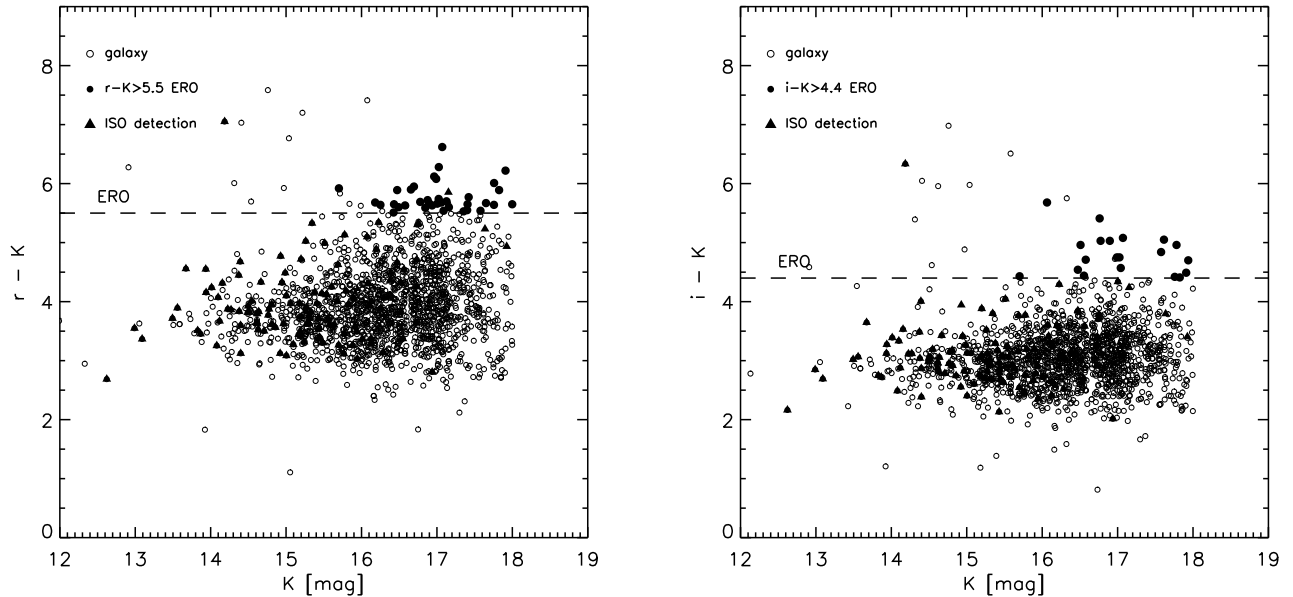 galaxy
r-K>5.5 ERO
ISO detection
ERO
8
6
4
2
0
r - K
12 13 14 15 16 17 18 19
K [mag]
galaxy
i-K>4.4 ERO
ISO detection
ERO
8
6
4
2
0
i - K
12 13 14 15 16 17 18 19
K [mag]